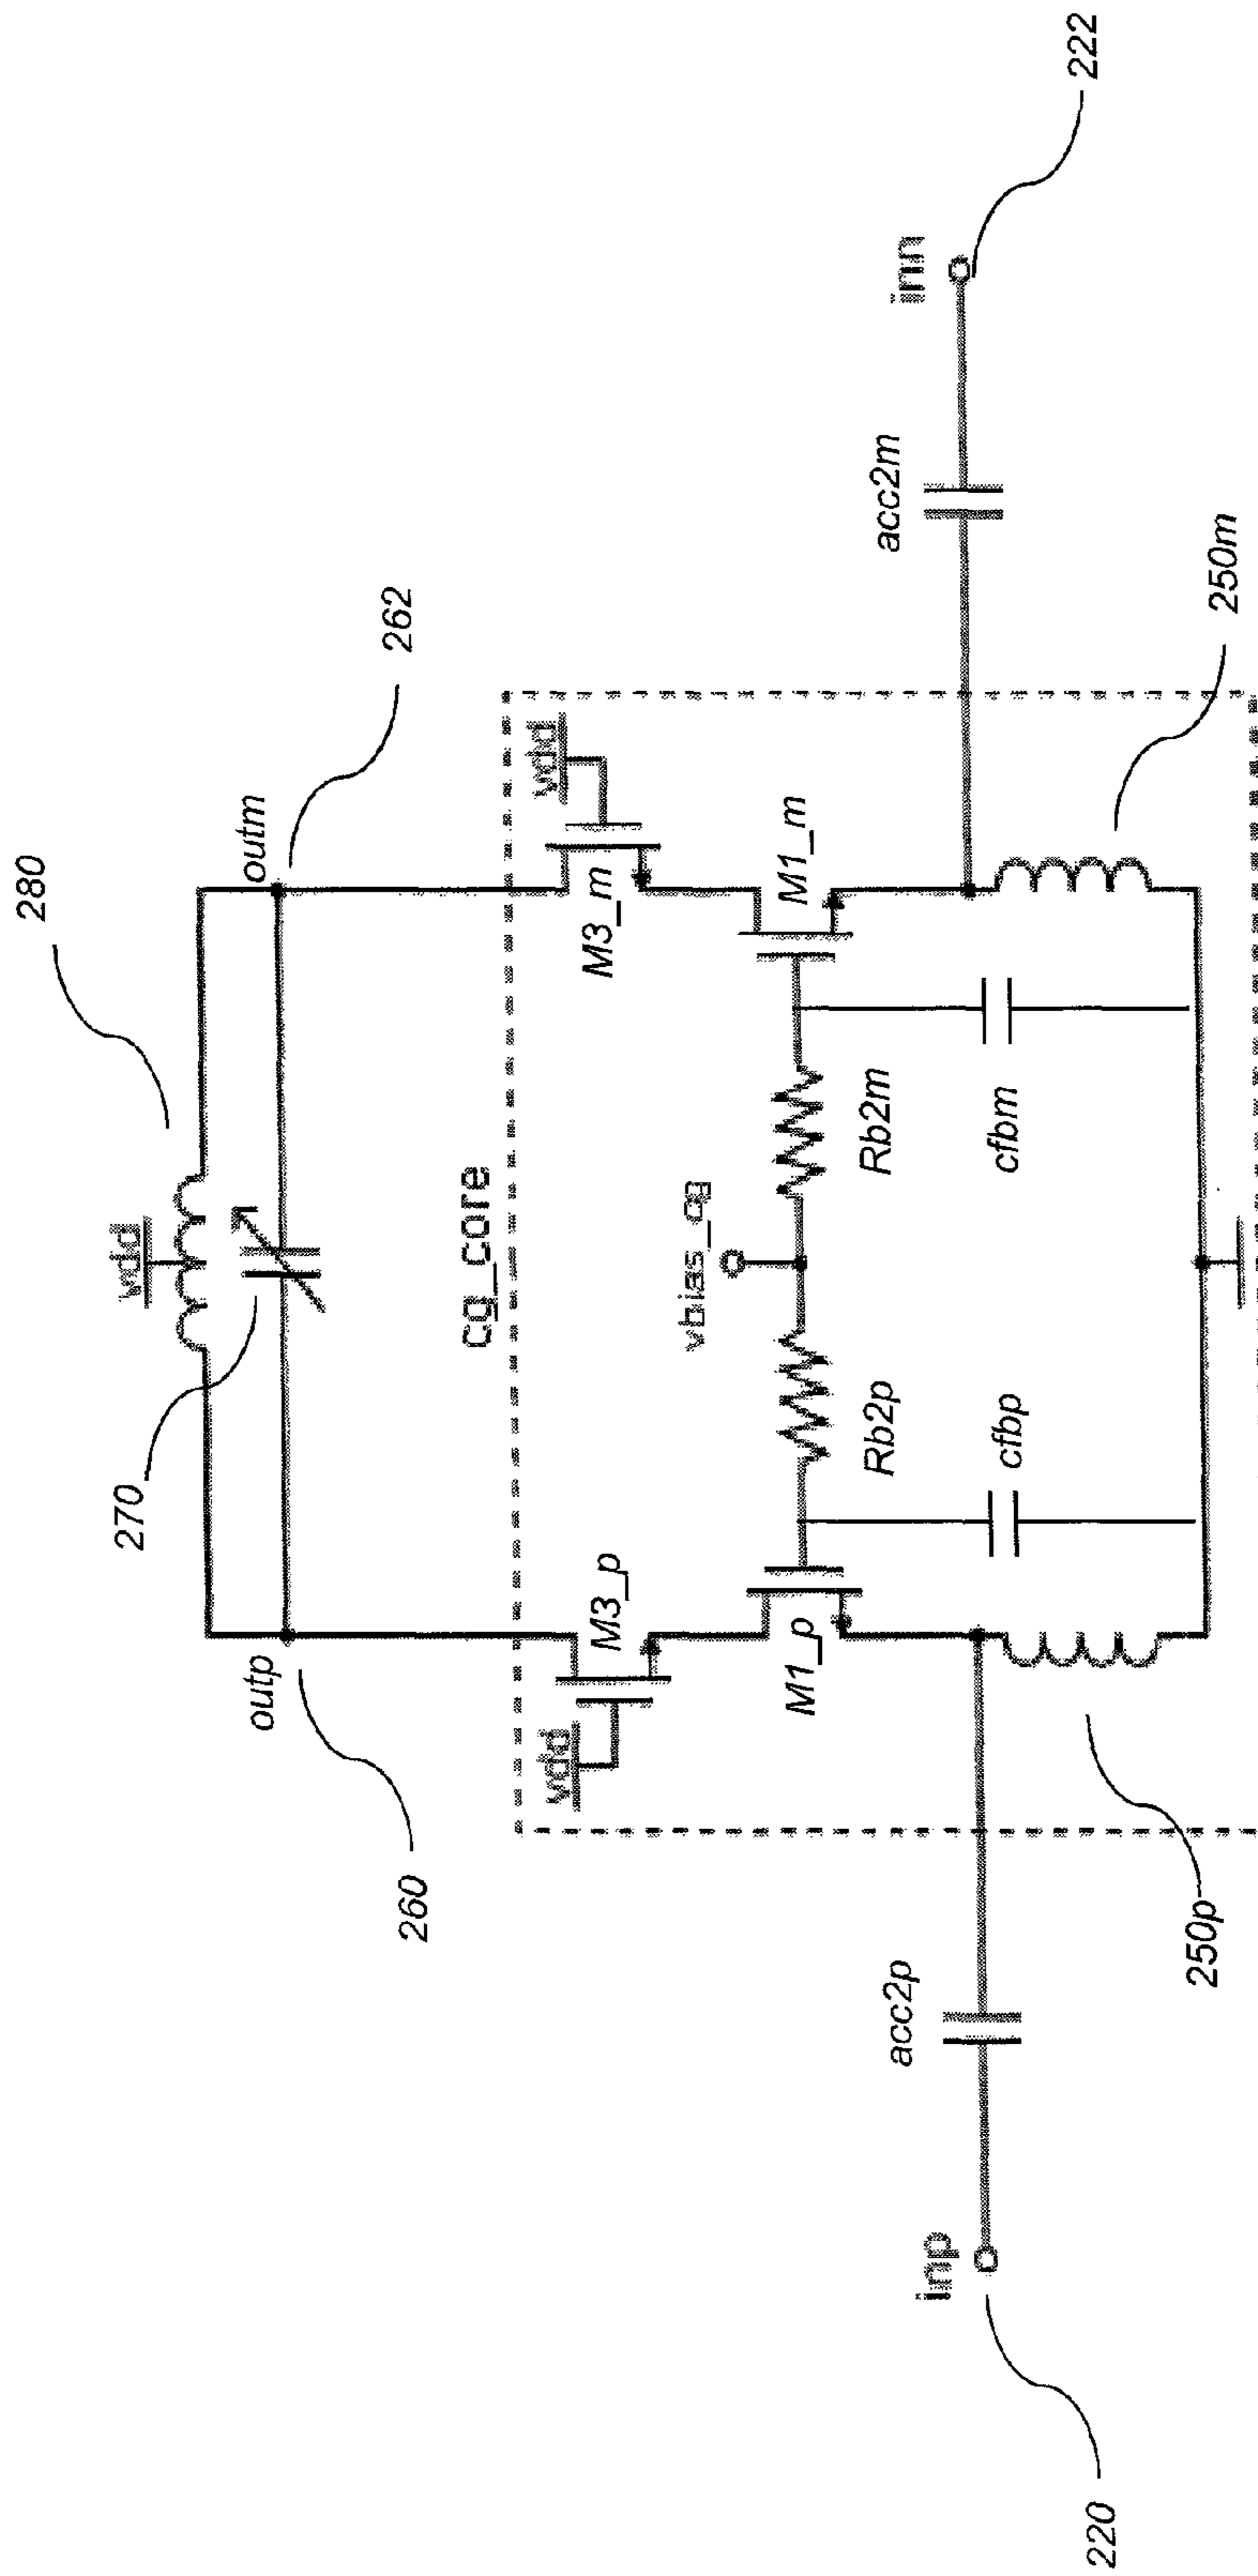 280
vdd
270
outp
outm
260
262
cg_core
vdd
vdd
M3_p
M3_m
vbias_cg
M1_p
M1_m
Rb2p
Rb2m
inp
acc2p
acc2m
inn
cfbp
cfbm
220
222
250p
250m